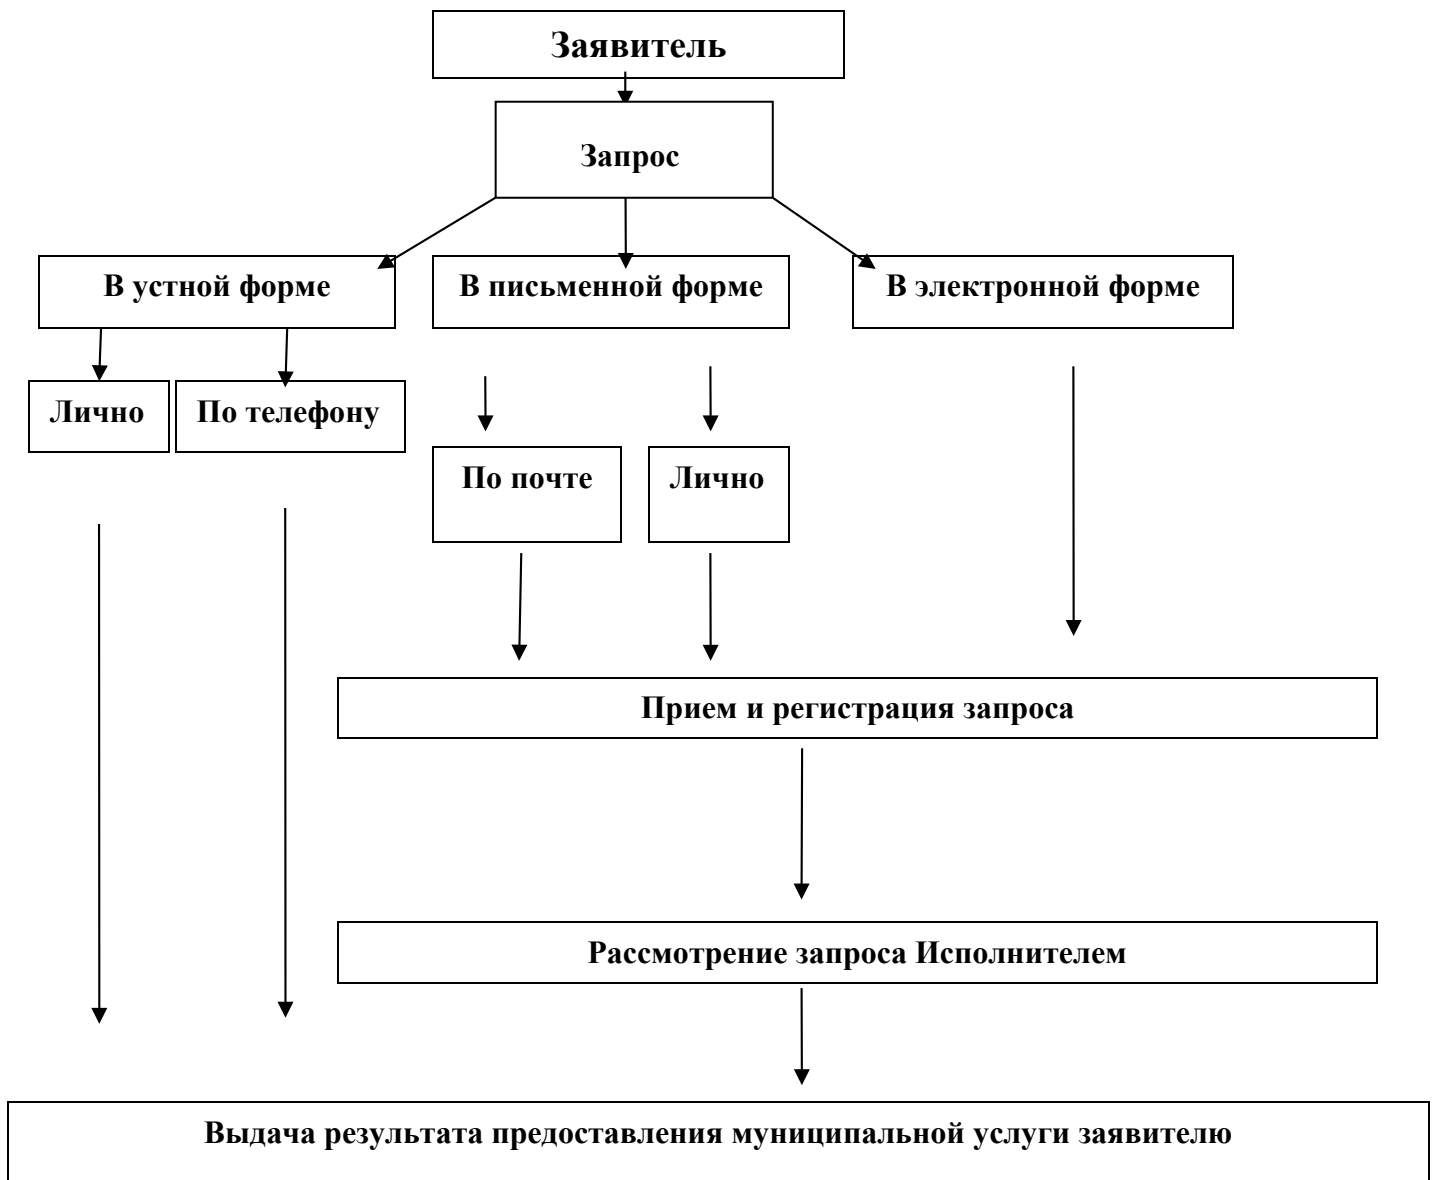 Заявитель
Запрос
В устной форме
В письменной форме
В электронной форме
Лично
По телефону
По почте
Лично
Прием и регистрация запроса
Рассмотрение запроса Исполнителем
Выдача результата предоставления муниципальной услуги заявителю